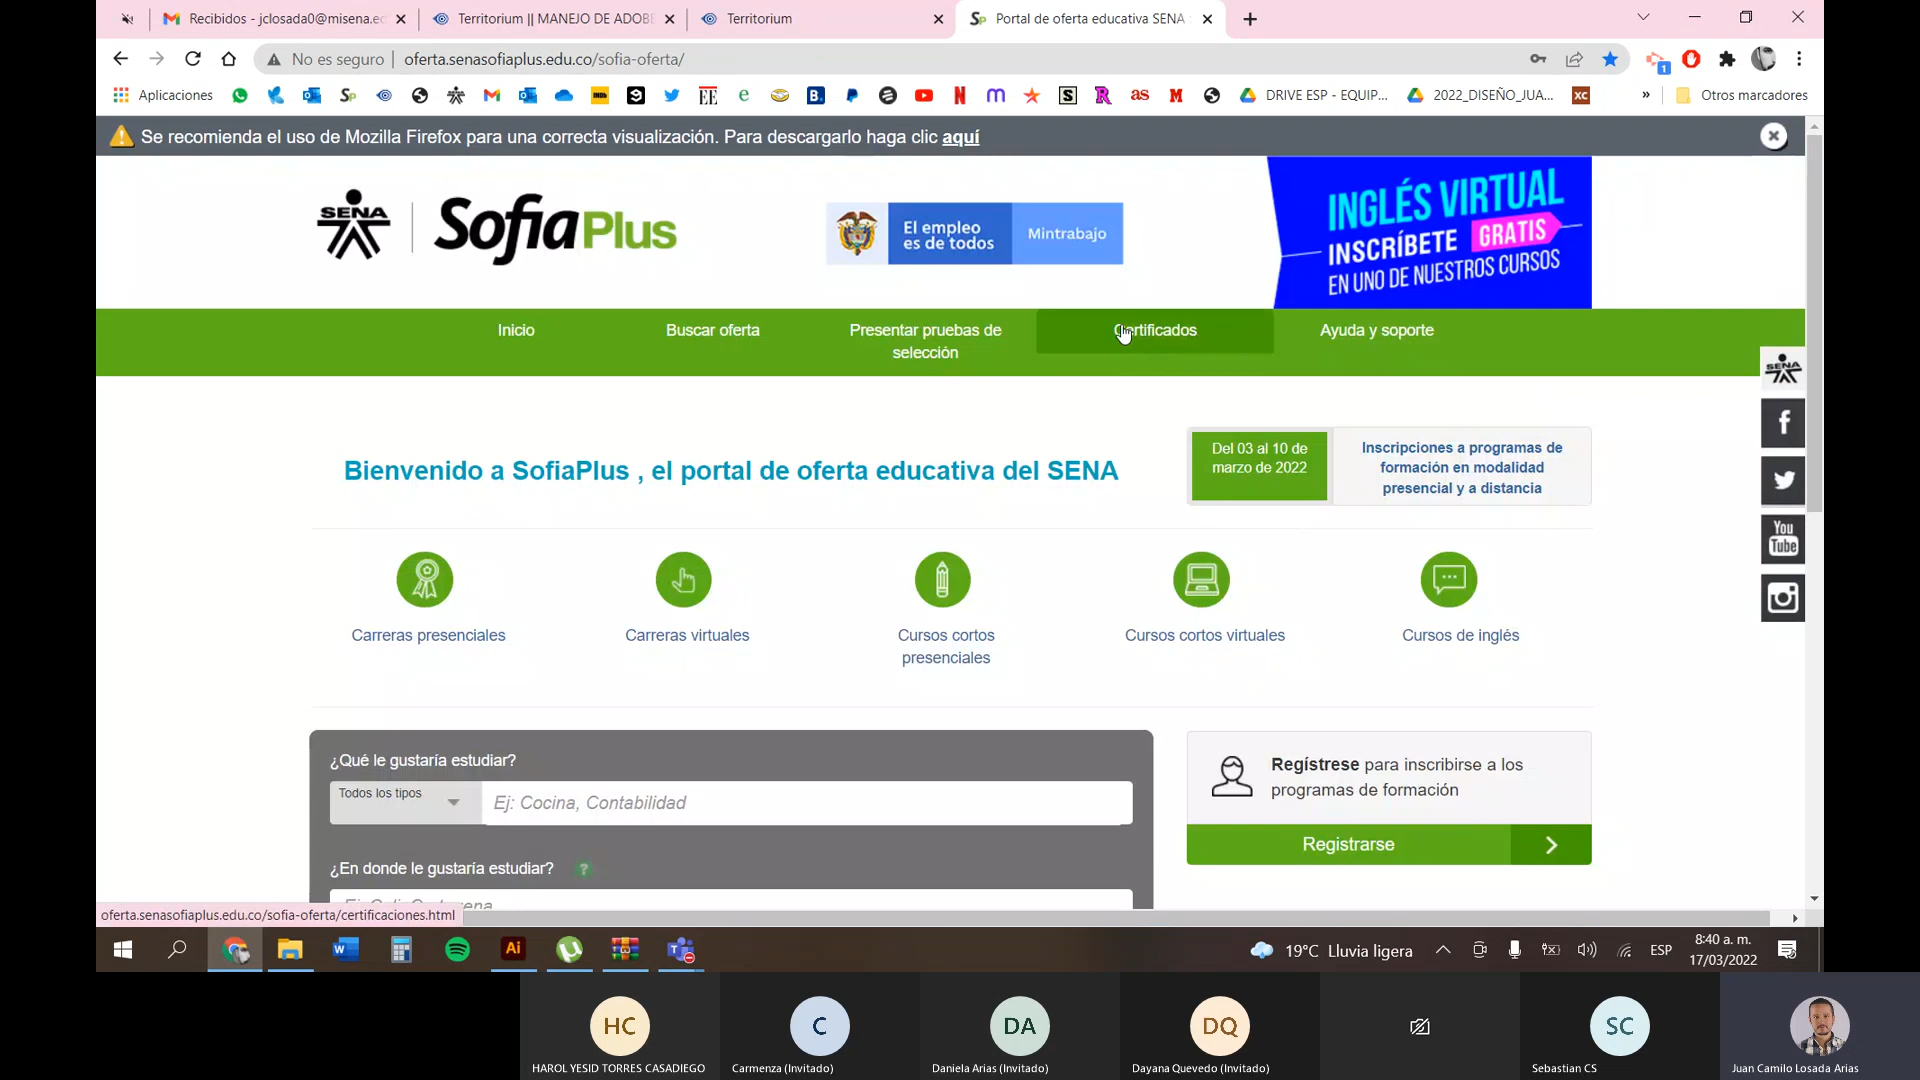 Recibidos - jclosada0@misena.ed
Territorium || MANEJO DE ADOBE
Territorium
Portal de oferta educativa SENA
No es seguro | oferta.senasofiaplus.edu.co/sofia-oferta/
1
Aplicaciones
DRIVE ESP - EQUIP...
2022_DISEÑO_JUA...
Otros marcadores
Se recomienda el uso de Mozilla Firefox para una correcta visualización. Para descargarlo haga clic aquí
SENA
SofiaPlus
El empleo
es de todos
Mintrabajo
INGLÉS VIRTUAL
INSCRÍBETE GRATIS
EN UNO DE NUESTROS CURSOS
Inicio
Buscar oferta
Presentar pruebas de
selección
Certificados
Ayuda y soporte
SENA
You
Tube
Bienvenido a SofiaPlus , el portal de oferta educativa del SENA
Del 03 al 10 de
marzo de 2022
Inscripciones a programas de
formación en modalidad
presencial y a distancia
Carreras presenciales
Carreras virtuales
Cursos cortos
presenciales
Cursos cortos virtuales
Cursos de inglés
¿Qué le gustaría estudiar?
Todos los tipos
Ej: Cocina, Contabilidad
¿En donde le gustaría estudiar?
?
Regístrese para inscribirse a los
programas de formación
Registrarse
oferta.senasofiaplus.edu.co/sofia-oferta/certificaciones.html
19°C Lluvia ligera
ESP
8:40 a. m.
17/03/2022
HC
C
DA
DQ
SC
HAROL YESID TORRES CASADIEGO
Carmenza (Invitado)
Daniela Arias (Invitado)
Dayana Quevedo (Invitado)
Sebastian CS
Juan Camilo Losada Arias